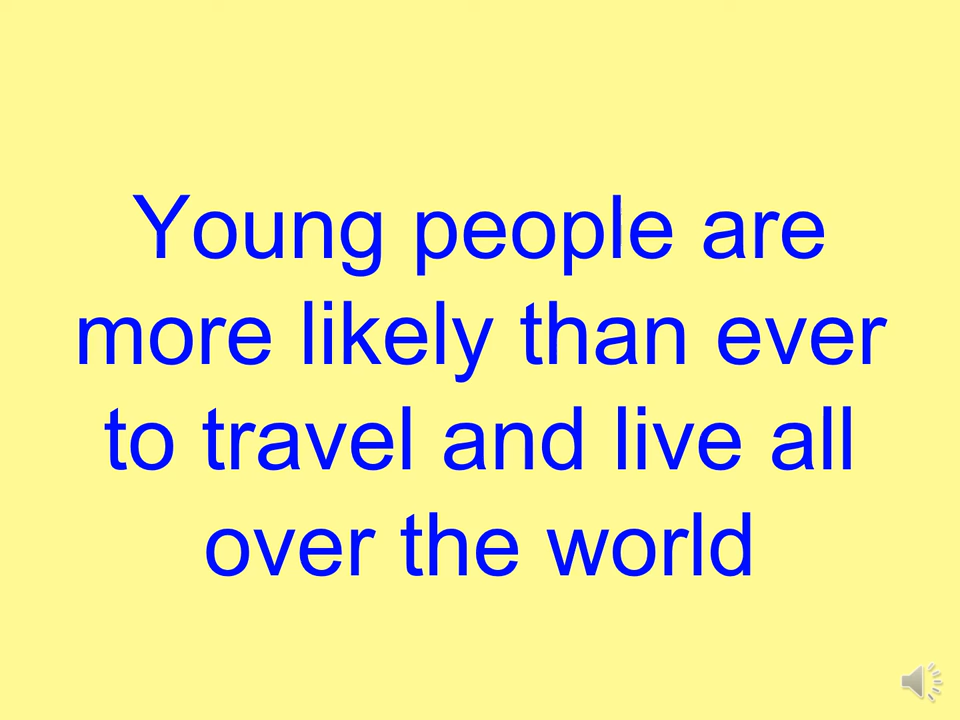 Young people are
more likely than ever
to travel and live all
over the world